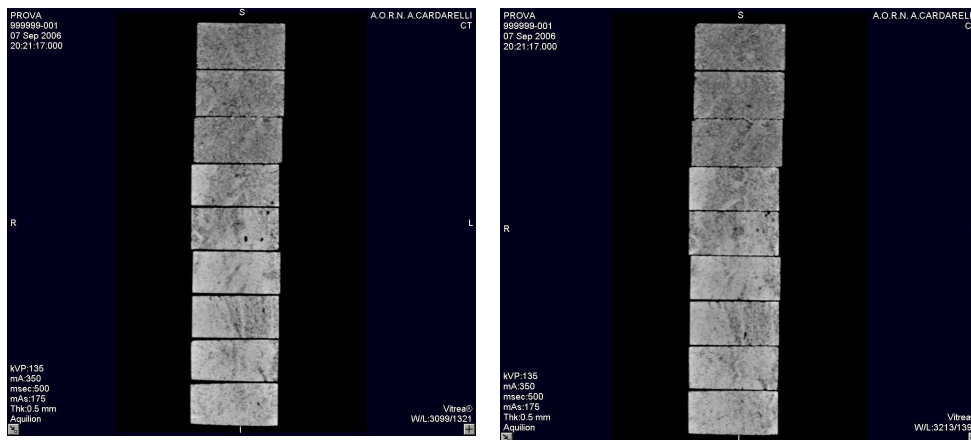 PROVA
999999-001
07 Sep 2006
20:21:17.000
S
A.O.R.N. A.CARDARELLI
CT
R
L
kVP:135
mA:350
msec:500
mAs:175
Thk:0.5 mm
Aquilion
Vitrea®
W/L:3099/1321
PROVA
999999-001
07 Sep 2006
20:21:17.000
S
A.O.R.N. A.CARDARELL
C
R
kVP:135
mA:350
msec:500
mAs:175
Thk:0.5 mm
Aquilion
Vitrea
W/L:3213/139